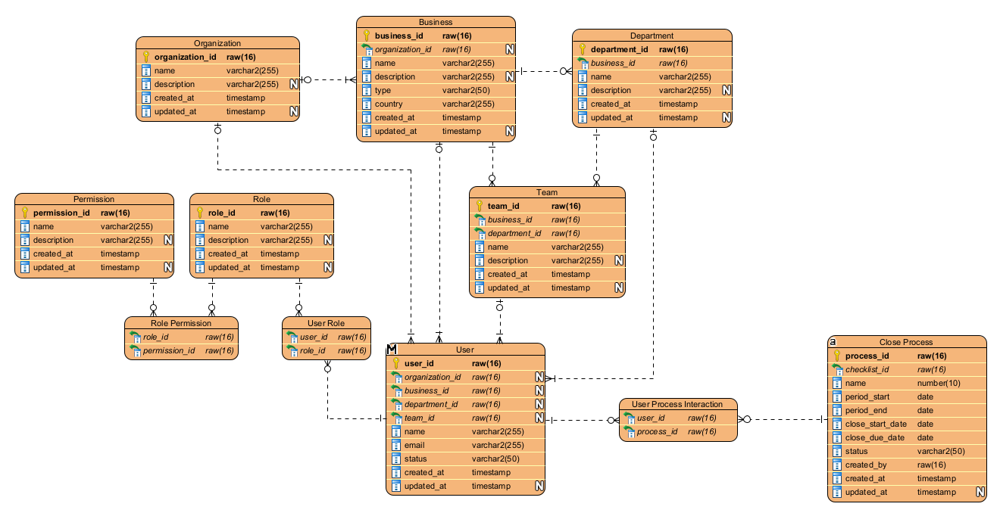 Organization
organization_id raw(16)
name varchar2(255)
description varchar2(255) N
created_at timestamp
updated_at timestamp N
Business
business_id raw(16)
organization_id raw(16) N
name varchar2(255)
description varchar2(255) N
type varchar2(50)
country varchar2(255)
created_at timestamp
updated_at timestamp N
Department
department_id raw(16)
business_id raw(16)
name varchar2(255)
description varchar2(255) N
created_at timestamp
updated_at timestamp N
Permission
permission_id raw(16)
name varchar2(255)
description varchar2(255) N
created_at timestamp
updated_at timestamp N
Role
role_id raw(16)
name varchar2(255)
description varchar2(255) N
created_at timestamp
updated_at timestamp N
Team
team_id raw(16)
business_id raw(16)
department_id raw(16)
name varchar2(255)
description varchar2(255) N
created_at timestamp
updated_at timestamp N
Role Permission
role_id raw(16)
permission_id raw(16)
User Role
user_id raw(16)
role_id raw(16)
M User
user_id raw(16)
organization_id raw(16) N
business_id raw(16) N
department_id raw(16) N
team_id raw(16) N
name varchar2(255)
email varchar2(255)
status varchar2(50)
created_at timestamp
updated_at timestamp N
User Process Interaction
user_id raw(16)
process_id raw(16)
a Close Process
process_id raw(16)
checklist_id raw(16)
name number(10)
period_start date
period_end date
close_start_date date
close_due_date date
status varchar2(50)
created_by raw(16)
created_at timestamp
updated_at timestamp N